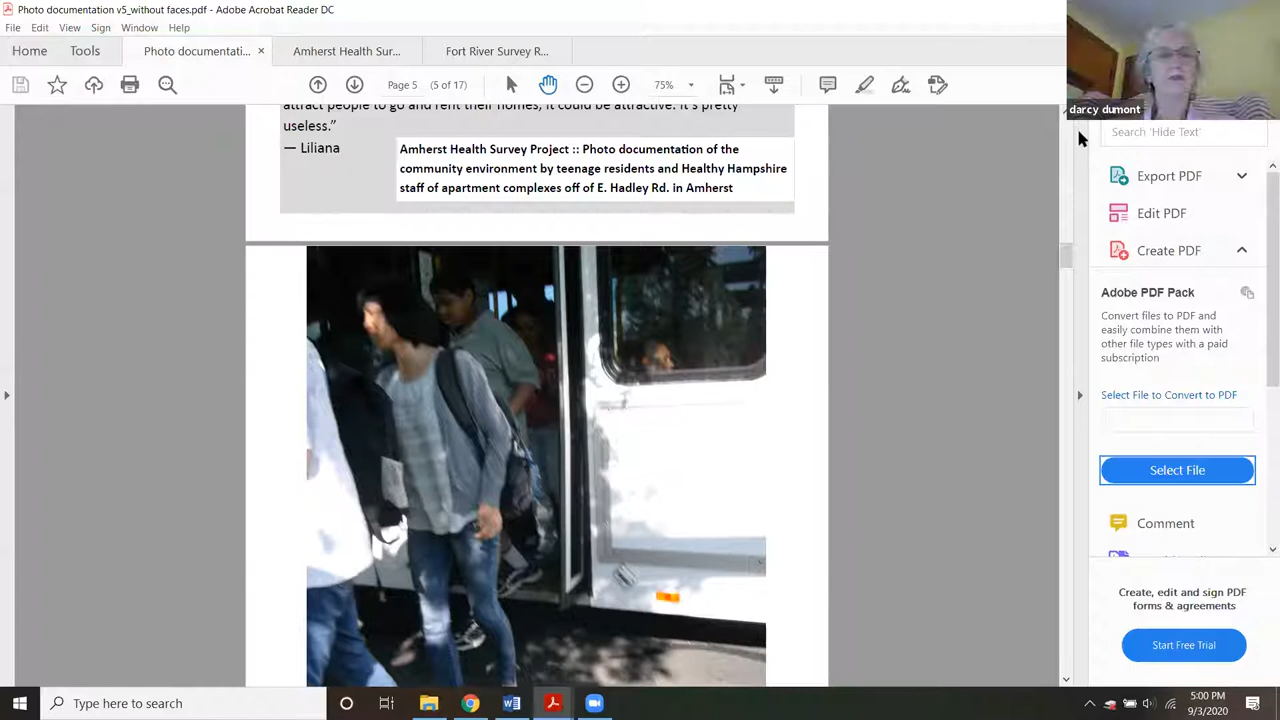 Photo documentation v5_without faces.pdf - Adobe Acrobat Reader DC
File Edit View Sign Window Help
Home Tools Photo documentati... × Amherst Health Sur... Fort River Survey R...
Page 5 (5 of 17) 75%
darcy dumont
attract people to go and rent their homes, it could be attractive. It's pretty
useless.”
— Liliana
Amherst Health Survey Project :: Photo documentation of the
community environment by teenage residents and Healthy Hampshire
staff of apartment complexes off of E. Hadley Rd. in Amherst
Search 'Hide Text'
Export PDF
Edit PDF
Create PDF
Adobe PDF Pack
Convert files to PDF and
easily combine them with
other file types with a paid
subscription
Select File to Convert to PDF
Select File
Comment
Create, edit and sign PDF
forms & agreements
Start Free Trial
Type here to search
5:00 PM
9/3/2020